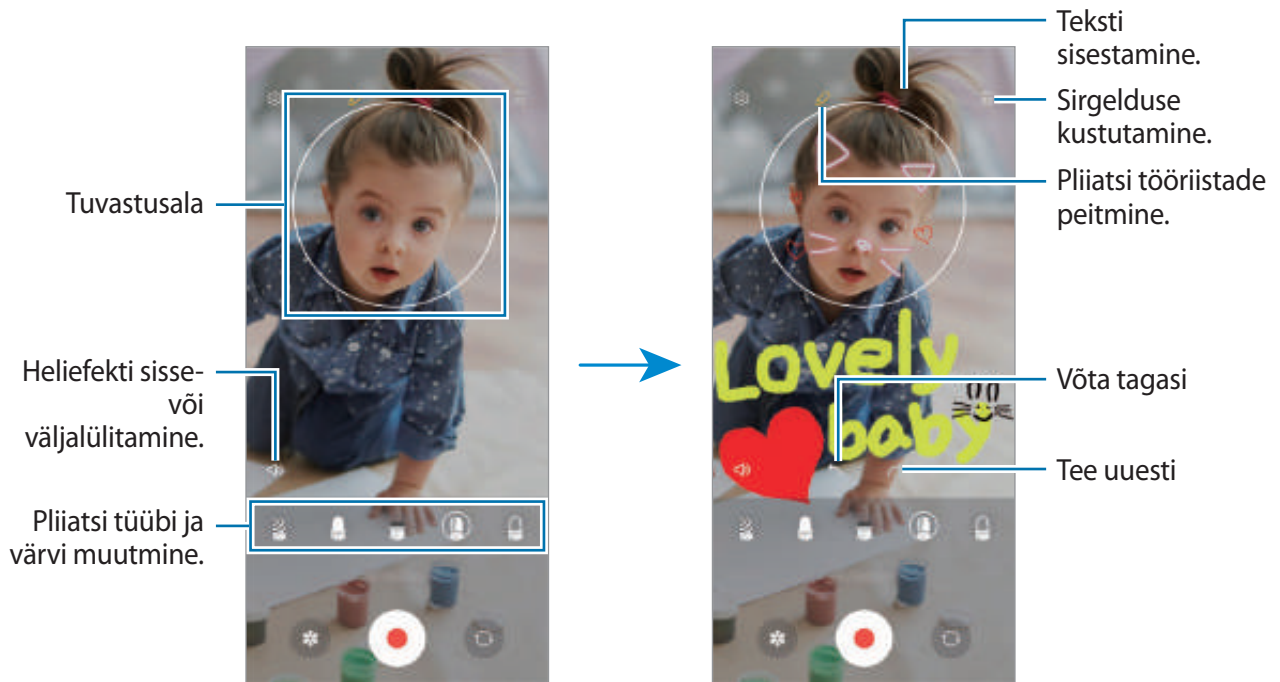 Tuvastusala
Heliefekti sisse-
või
väljalülitamine.
Pliiatsi tüübi ja
värvi muutmine.
Lovely
baby
Teksti
sisestamine.
Sirgelduse
kustutamine.
Pliiatsi tööriistade
peitmine.
Võta tagasi
Tee uuesti